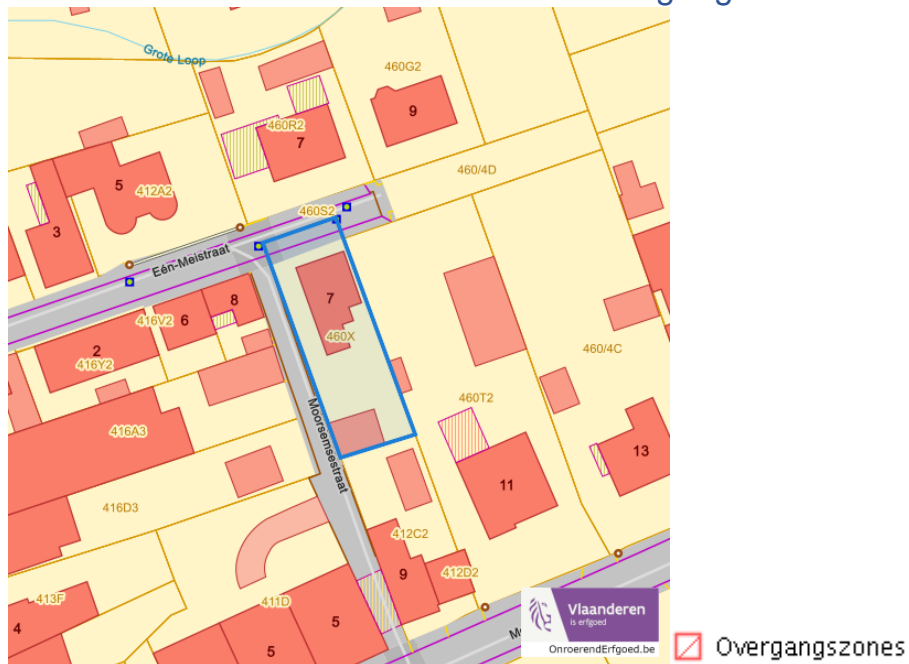 Grote Loop
460G2
460R2
9
7
460/4D
5
412A2
460S2
3
Eén-Meistraat
8
7
416V2
6
460X
2
416Y2
460/4C
460T2
416A3
Moorsemsestraat
13
11
416D3
412C2
9
412D2
413F
411D
4
5
5
Vlaanderen
is erfgoed
OnroerendErfgoed.be
Overgangszones